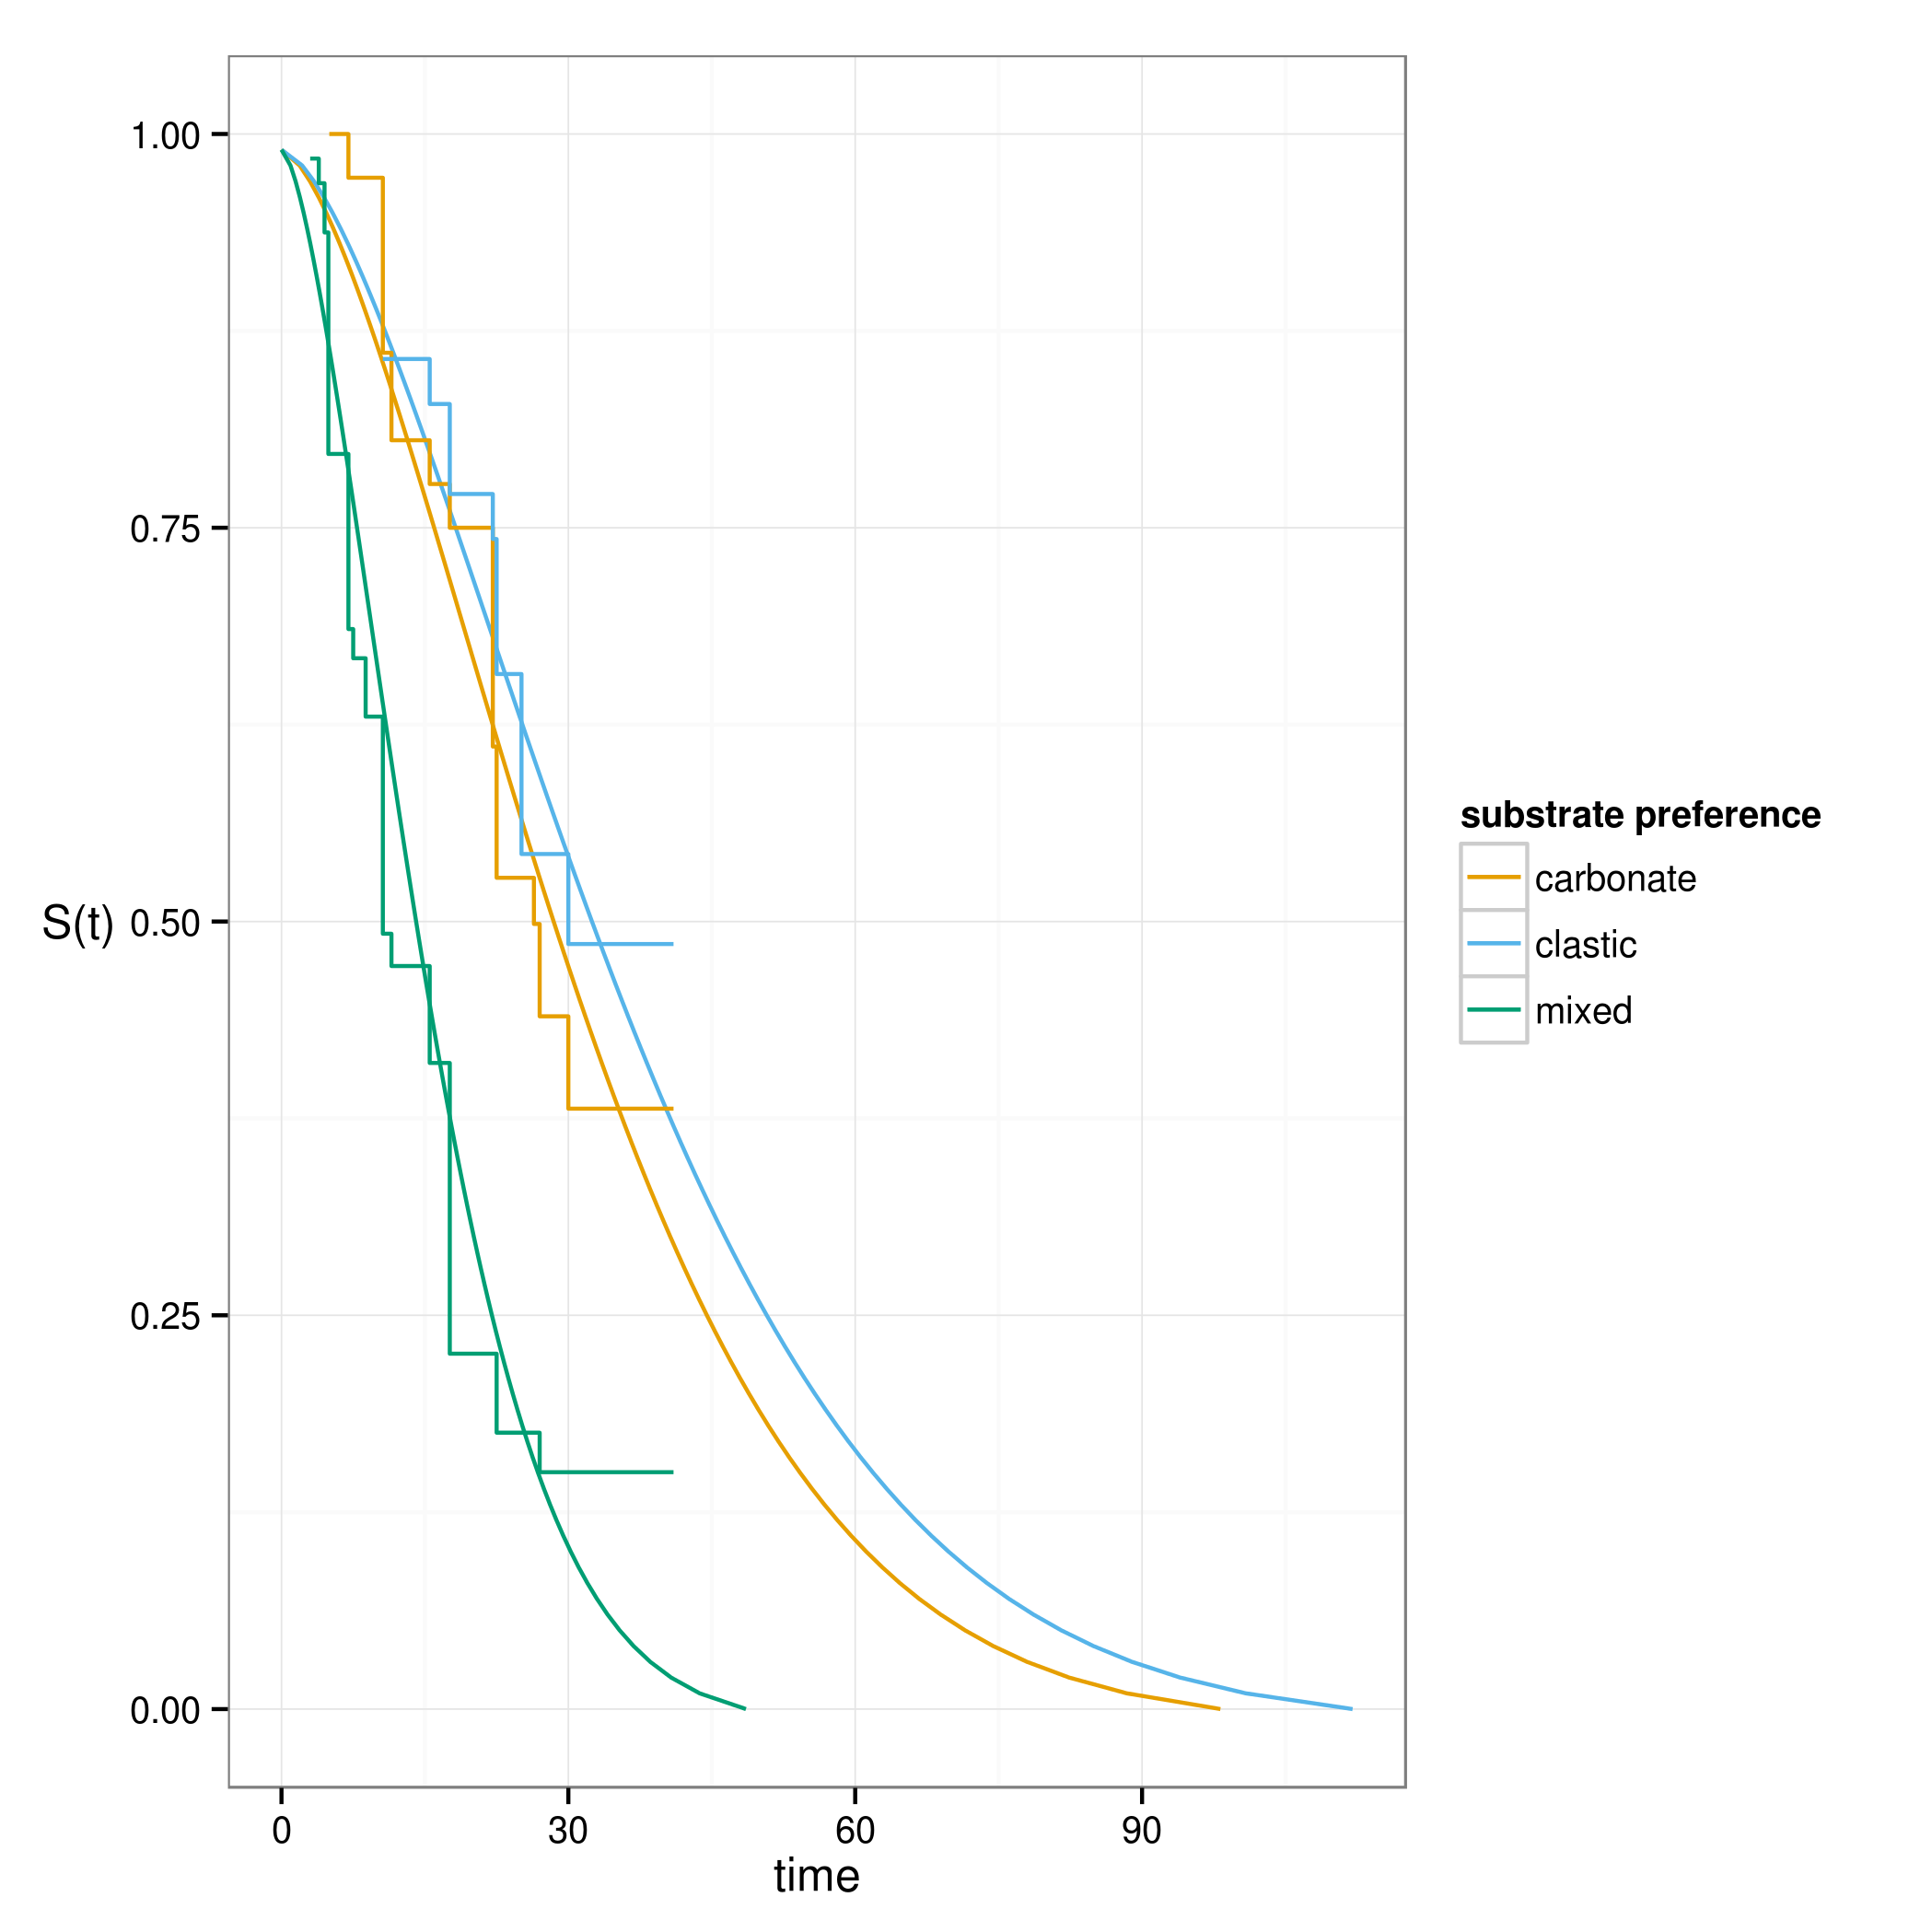 1.00
0.75
S(t) 0.50
0.25
0.00
0 30 60 90
time
substrate preference
carbonate
clastic
mixed